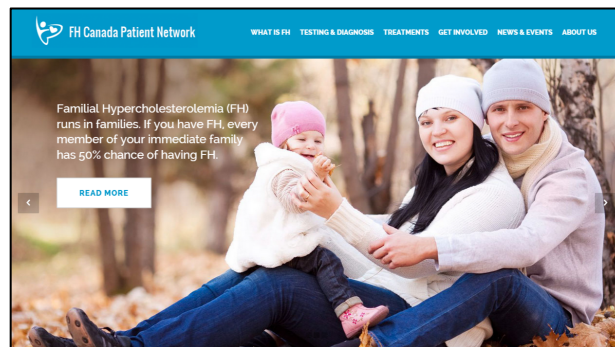 FH Canada Patient Network
WHAT IS FH TESTING & DIAGNOSIS TREATMENTS GET INVOLVED NEWS & EVENTS ABOUT US
Familial Hypercholesterolemia (FH)
runs in families. If you have FH, every
member of your immediate family
has 50% chance of having FH.
READ MORE